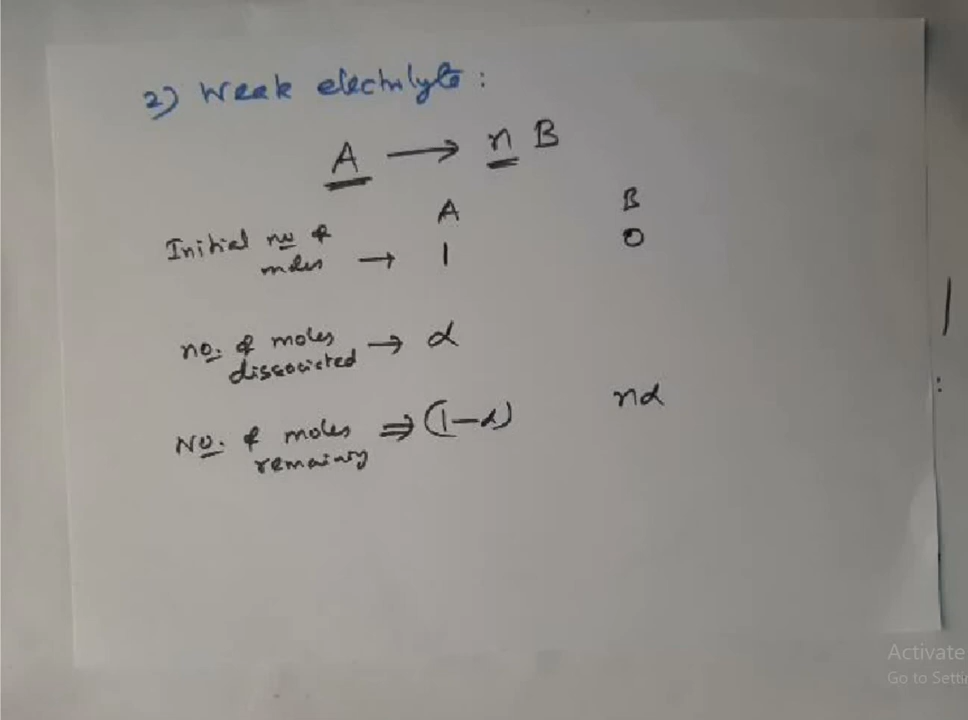 2) Weak electrolyte:
A → n B
A B
Initial no of
moles → 1 0
no. of moles → α
dissociated
No. of moles ⇒ (1-α) nα
remaining
Activate
Go to Settin